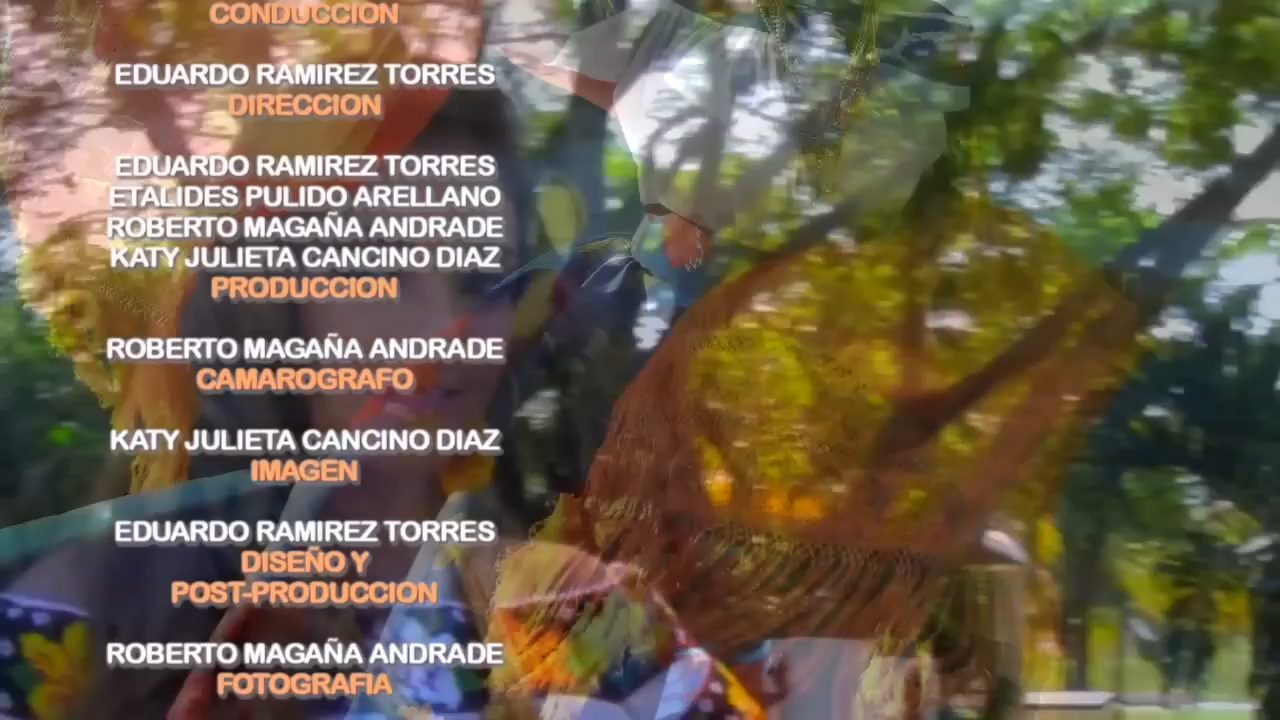 CONDUCCION
EDUARDO RAMIREZ TORRES
DIRECCION
EDUARDO RAMIREZ TORRES
ETALIDES PULIDO ARELLANO
ROBERTO MAGAÑA ANDRADE
KATY JULIETA CANCINO DIAZ
PRODUCCION
ROBERTO MAGAÑA ANDRADE
CAMAROGRAFO
KATY JULIETA CANCINO DIAZ
IMAGEN
EDUARDO RAMIREZ TORRES
DISEÑO Y
POST-PRODUCCION
ROBERTO MAGAÑA ANDRADE
FOTOGRAFIA